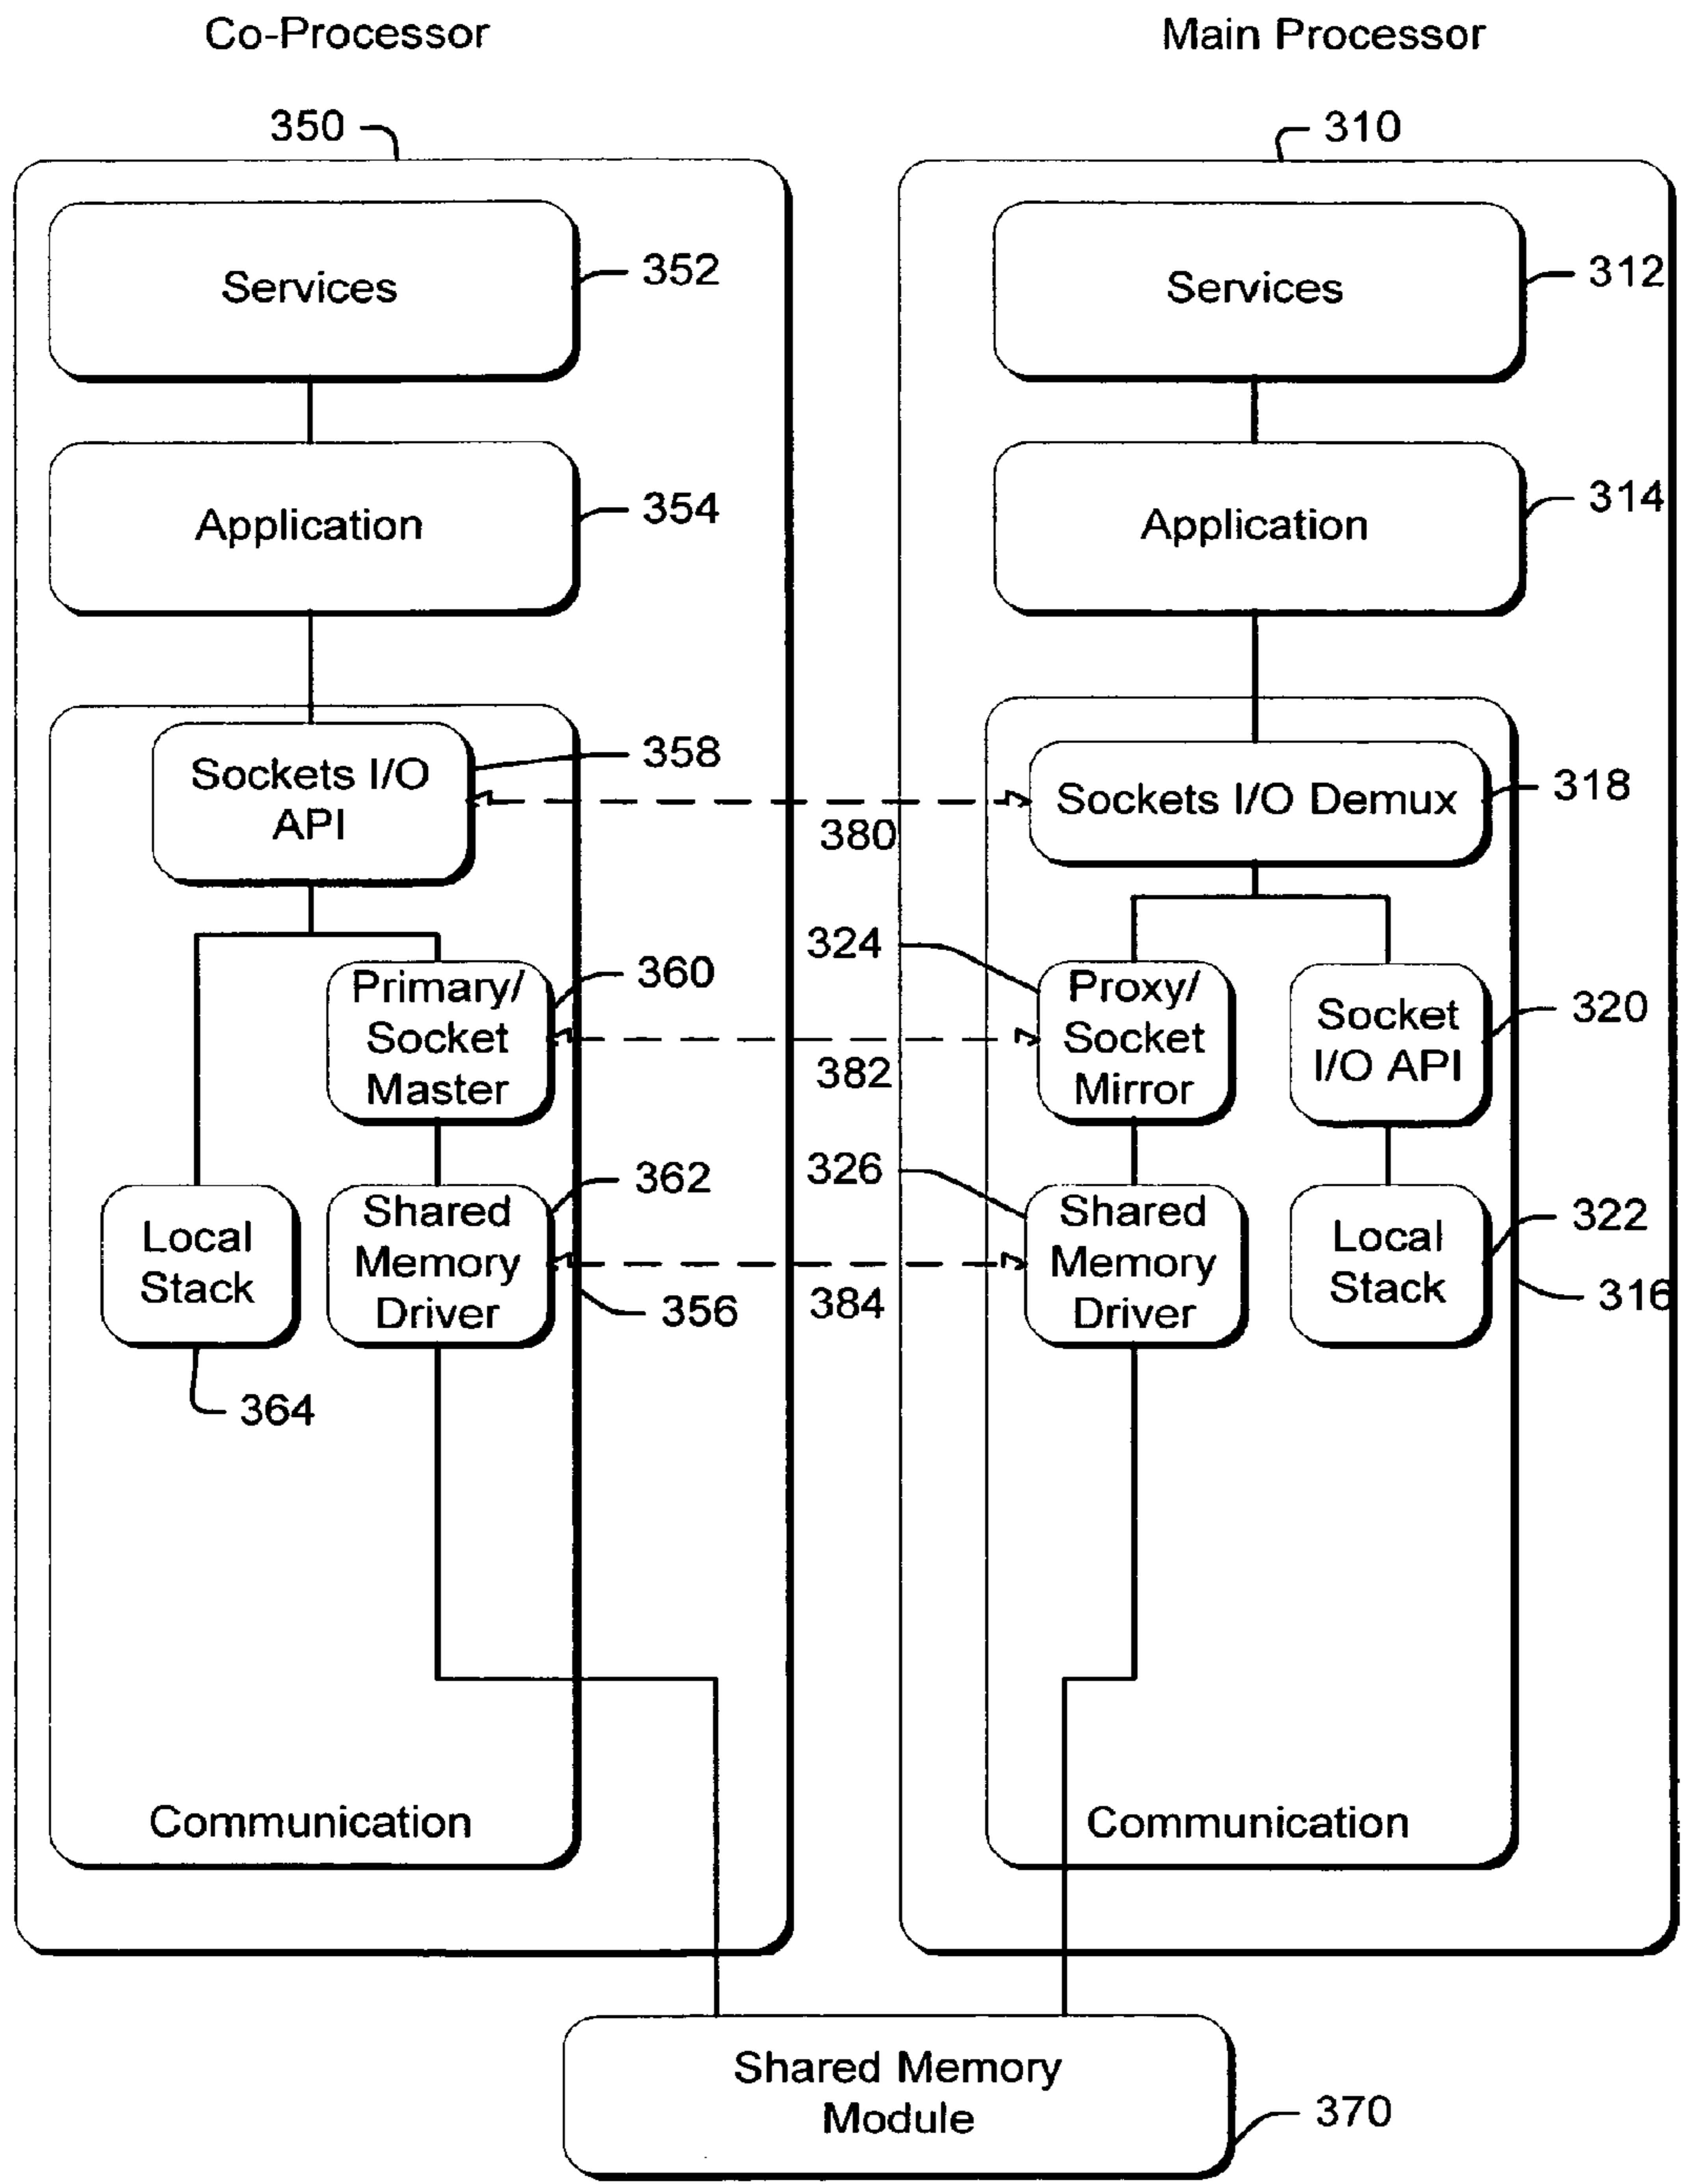 Co-Processor
Main Processor
350
310
Services
352
Services
312
Application
354
Application
314
Sockets I/O
API
358
380
Sockets I/O Demux
318
Primary/
Socket
Master
360
382
324
Proxy/
Socket
Mirror
Socket
I/O API
320
Local
Stack
364
Shared
Memory
Driver
362
356
384
326
Shared
Memory
Driver
Local
Stack
322
316
Communication
Communication
Shared Memory
Module
370